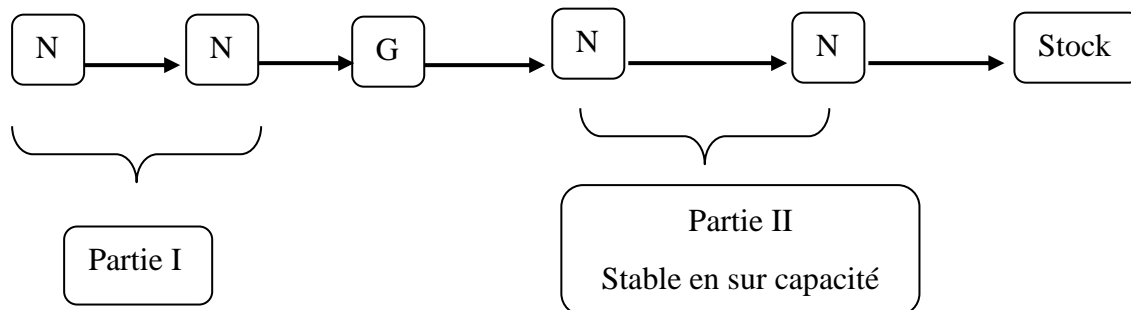 N N G N N Stock
Partie I
Partie II
Stable en sur capacité